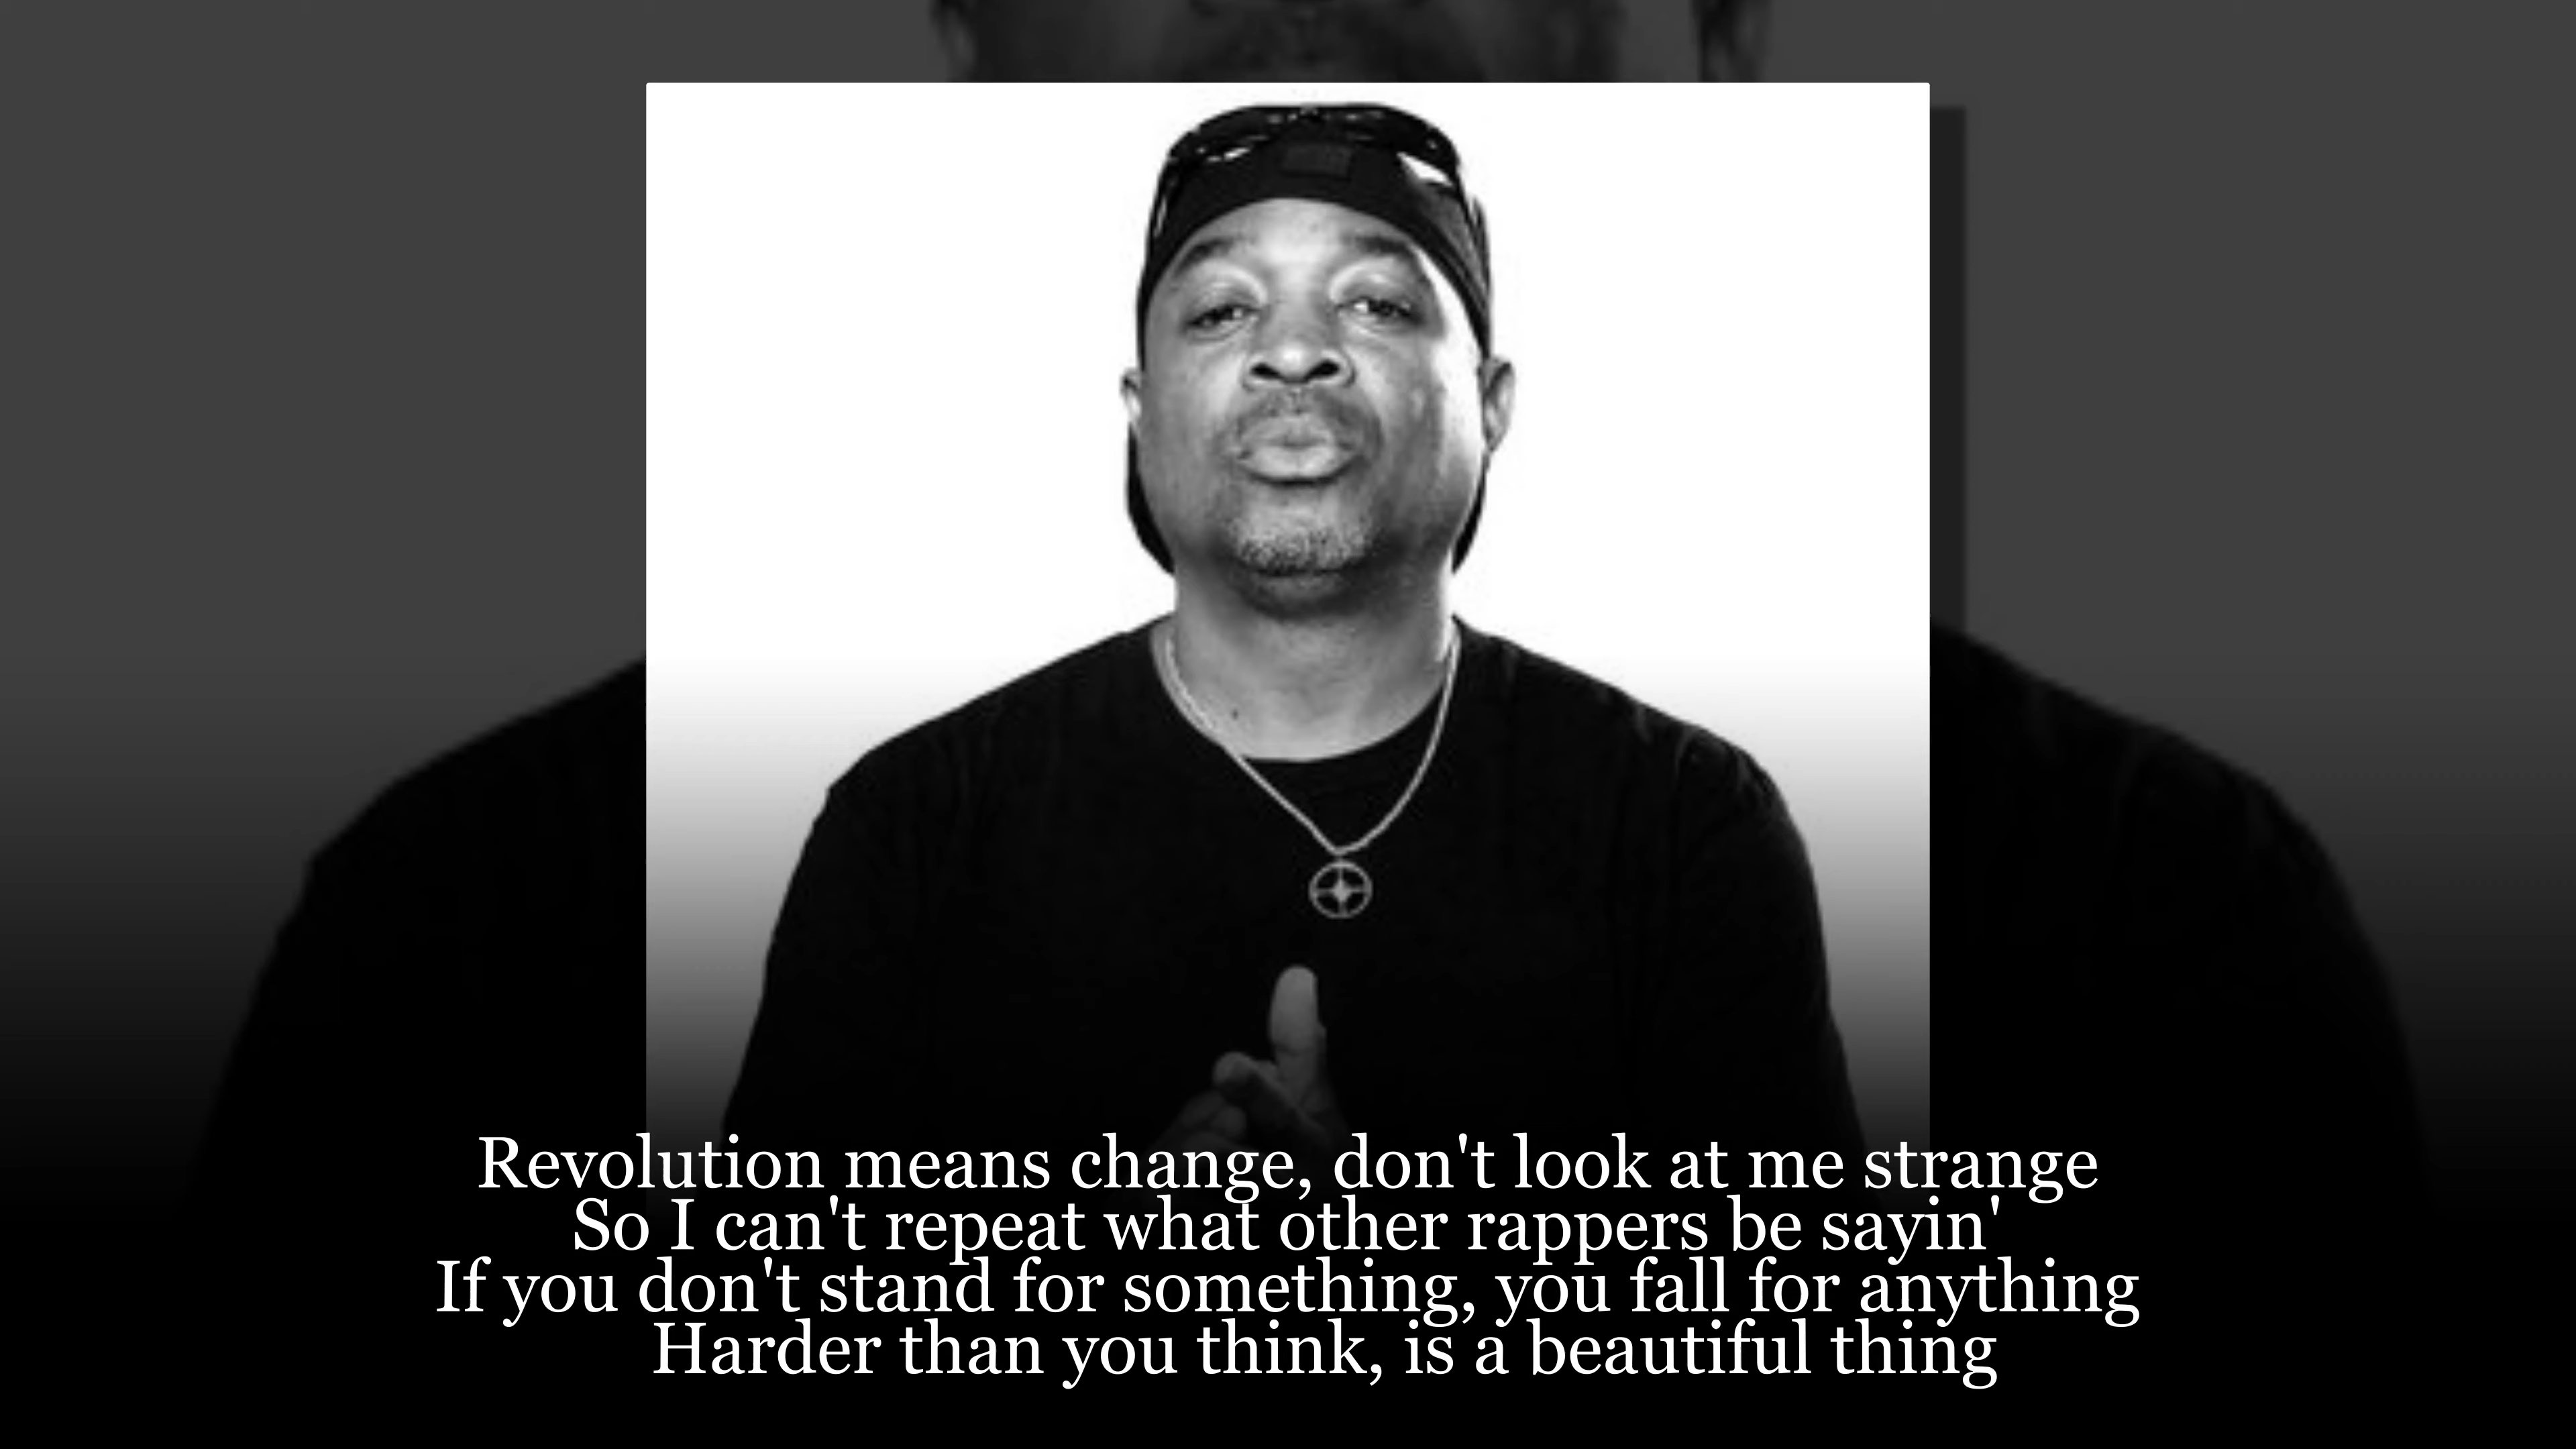 Revolution means change, don't look at me strange
So I can't repeat what other rappers be sayin'
If you don't stand for something, you fall for anything
Harder than you think, is a beautiful thing